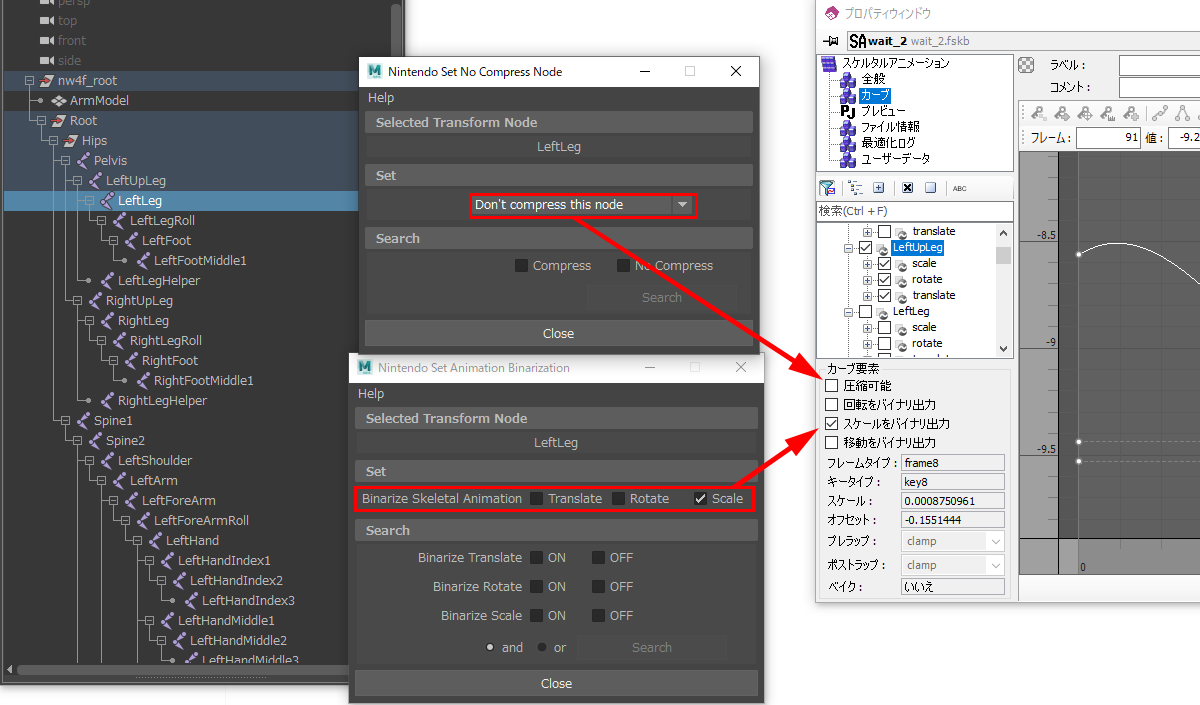 persp
top
front
side
nw4f_root
ArmModel
Root
Hips
Pelvis
LeftUpLeg
LeftLeg
LeftLegRoll
LeftFoot
LeftFootMiddle1
LeftLegHelper
RightUpLeg
RightLeg
RightLegRoll
RightFoot
RightFootMiddle1
RightLegHelper
Spine1
Spine2
LeftShoulder
LeftArm
LeftForeArm
LeftForeArmRoll
LeftHand
LeftHandIndex1
LeftHandIndex2
LeftHandIndex3
LeftHandMiddle1
LeftHandMiddle2
LeftHandMiddle3
Nintendo Set No Compress Node
Help
Selected Transform Node
LeftLeg
Set
Don't compress this node
Search
Compress No Compress
Search
Close
Nintendo Set Animation Binarization
Help
Selected Transform Node
LeftLeg
Set
Binarize Skeletal Animation Translate Rotate Scale
Search
Binarize Translate ON OFF
Binarize Rotate ON OFF
Binarize Scale ON OFF
and or Search
Close
プロパティウィンドウ
SA wait_2 wait_2.fskb
スケルタルアニメーション
全般
カーブ
プレビュー
ファイル情報
最適化ログ
ユーザーデータ
ラベル :
コメント :
フレーム : 91 値 : -9.2
ABC
検索(Ctrl +F)
translate
LeftUpLeg
scale
rotate
translate
LeftLeg
scale
rotate
カーブ要素
圧縮可能
回転をバイナリ出力
スケールをバイナリ出力
移動をバイナリ出力
フレームタイプ : frame8
キータイプ : key8
スケール : 0.0008750961
オフセット : -0.1551444
プレラップ : clamp
ポストラップ : clamp
ベイク : いいえ
-8.5
-9
-9.5
0